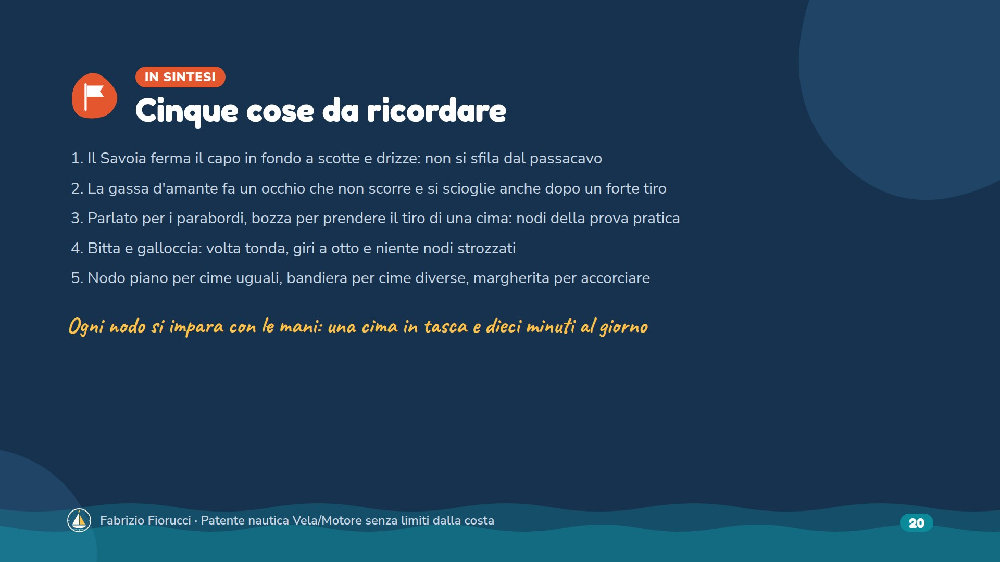 IN SINTESI
Cinque cose da ricordare
1. Il Savoia ferma il capo in fondo a scotte e drizze: non si sfila dal passacavo
2. La gassa d'amante fa un occhio che non scorre e si scioglie anche dopo un forte tiro
3. Parlato per i parabordi, bozza per prendere il tiro di una cima: nodi della prova pratica
4. Bitta e galloccia: volta tonda, giri a otto e niente nodi strozzati
5. Nodo piano per cime uguali, bandiera per cime diverse, margherita per accorciare
Ogni nodo si impara con le mani: una cima in tasca e dieci minuti al giorno
Fabrizio Fiorucci · Patente nautica Vela/Motore senza limiti dalla costa
20